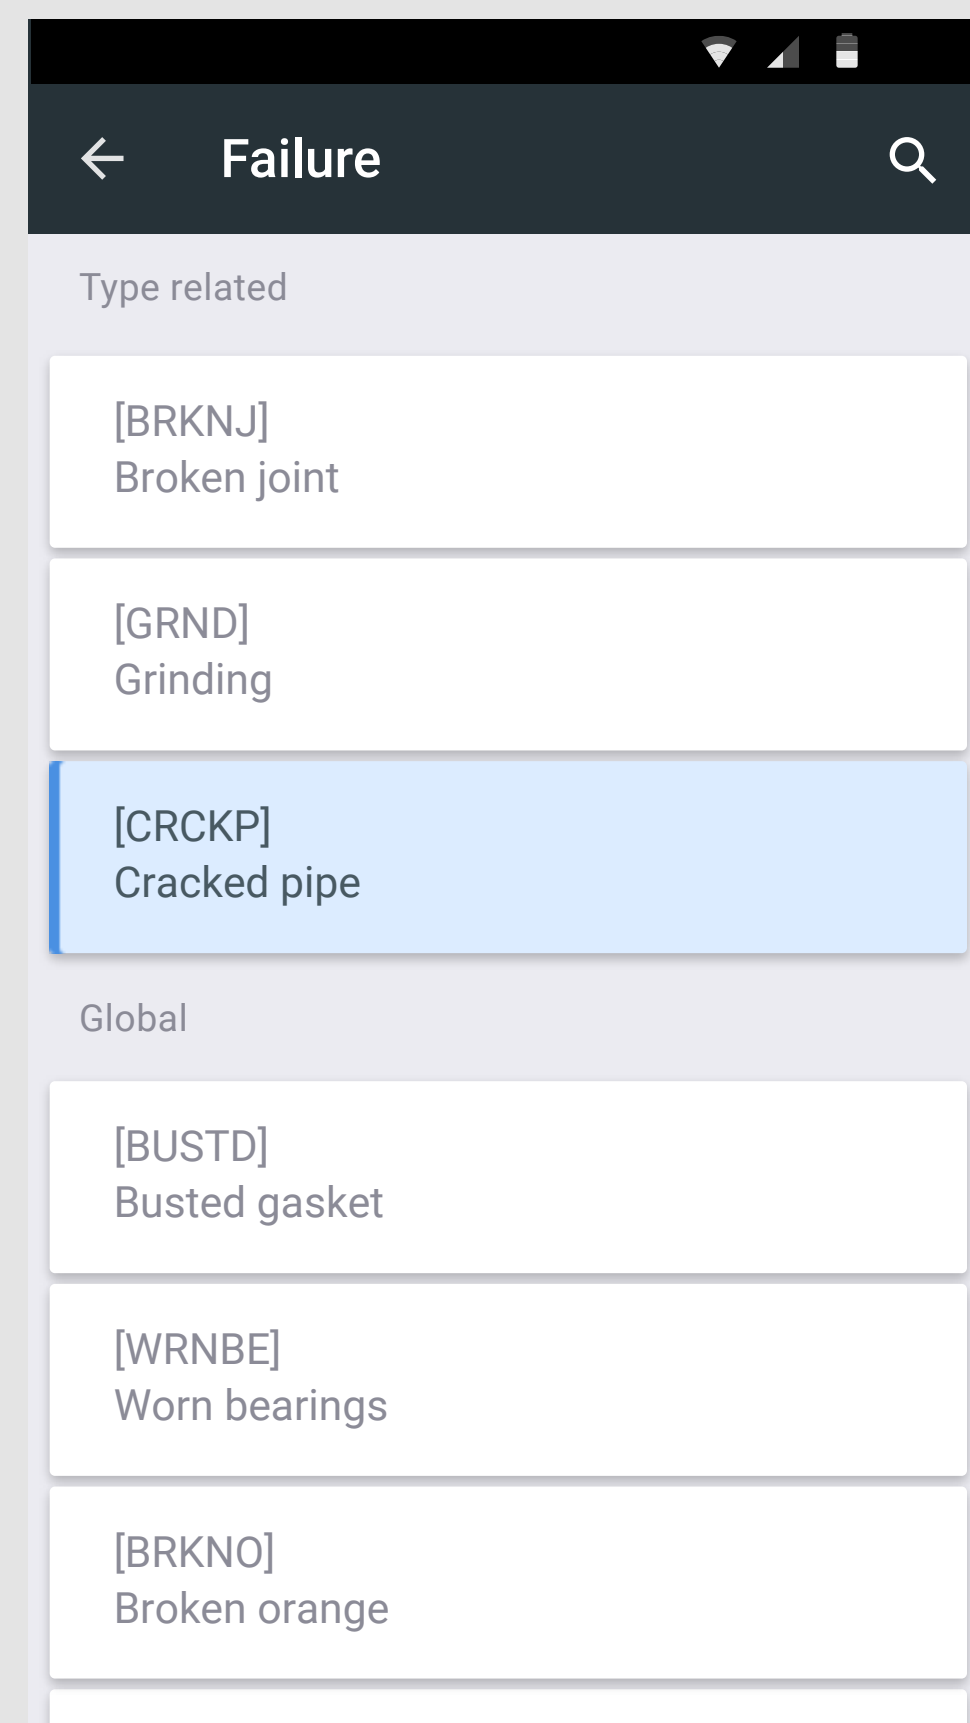 Failure
Type related
[BRKNJ]
Broken joint
[GRND]
Grinding
[CRCKP]
Cracked pipe
Global
[BUSTD]
Busted gasket
[WRNBE]
Worn bearings
[BRKNO]
Broken orange